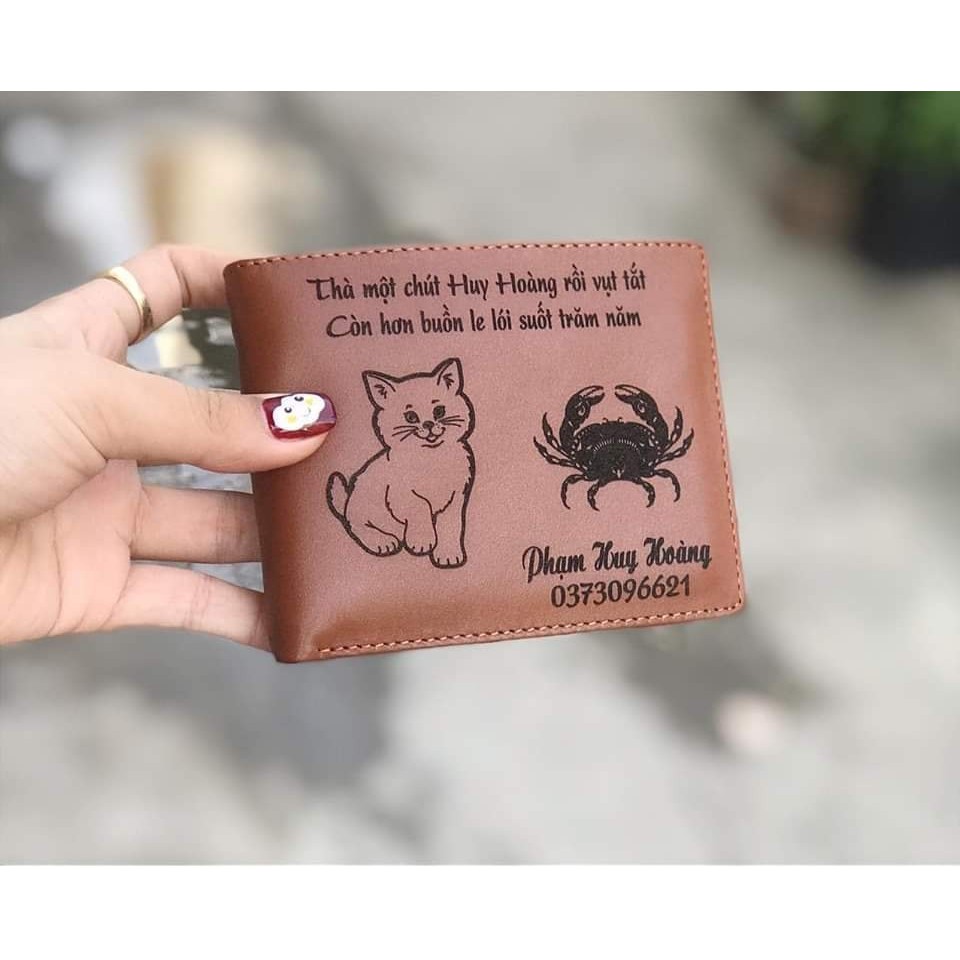 Thà một chút Huy Hoàng rồi vụt tắt
Còn hơn buồn le lói suốt trăm năm
Phạm Huy Hoàng
0373096621